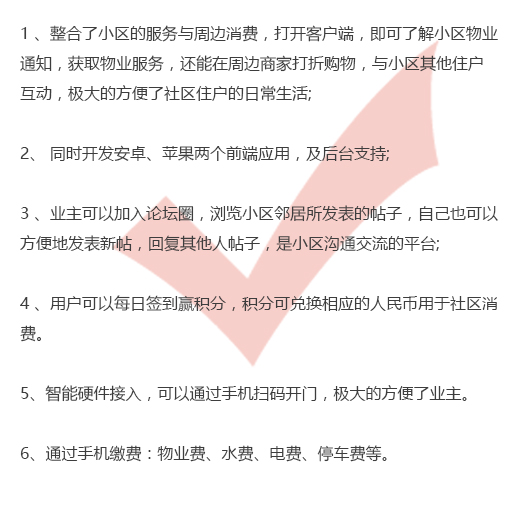 1 、整合了小区的服务与周边消费，打开客户端，即可了解小区物业
通知，获取物业服务，还能在周边商家打折购物，与小区其他住户
互动，极大的方便了社区住户的日常生活;
2、 同时开发安卓、苹果两个前端应用，及后台支持;
3 、业主可以加入论坛圈，浏览小区邻居所发表的帖子，自己也可以
方便地发表新帖，回复其他人帖子，是小区沟通交流的平台;
4 、用户可以每日签到赢积分，积分可兑换相应的人民币用于社区消
费。
5、智能硬件接入，可以通过手机扫码开门，极大的方便了业主。
6、通过手机缴费：物业费、水费、电费、停车费等。